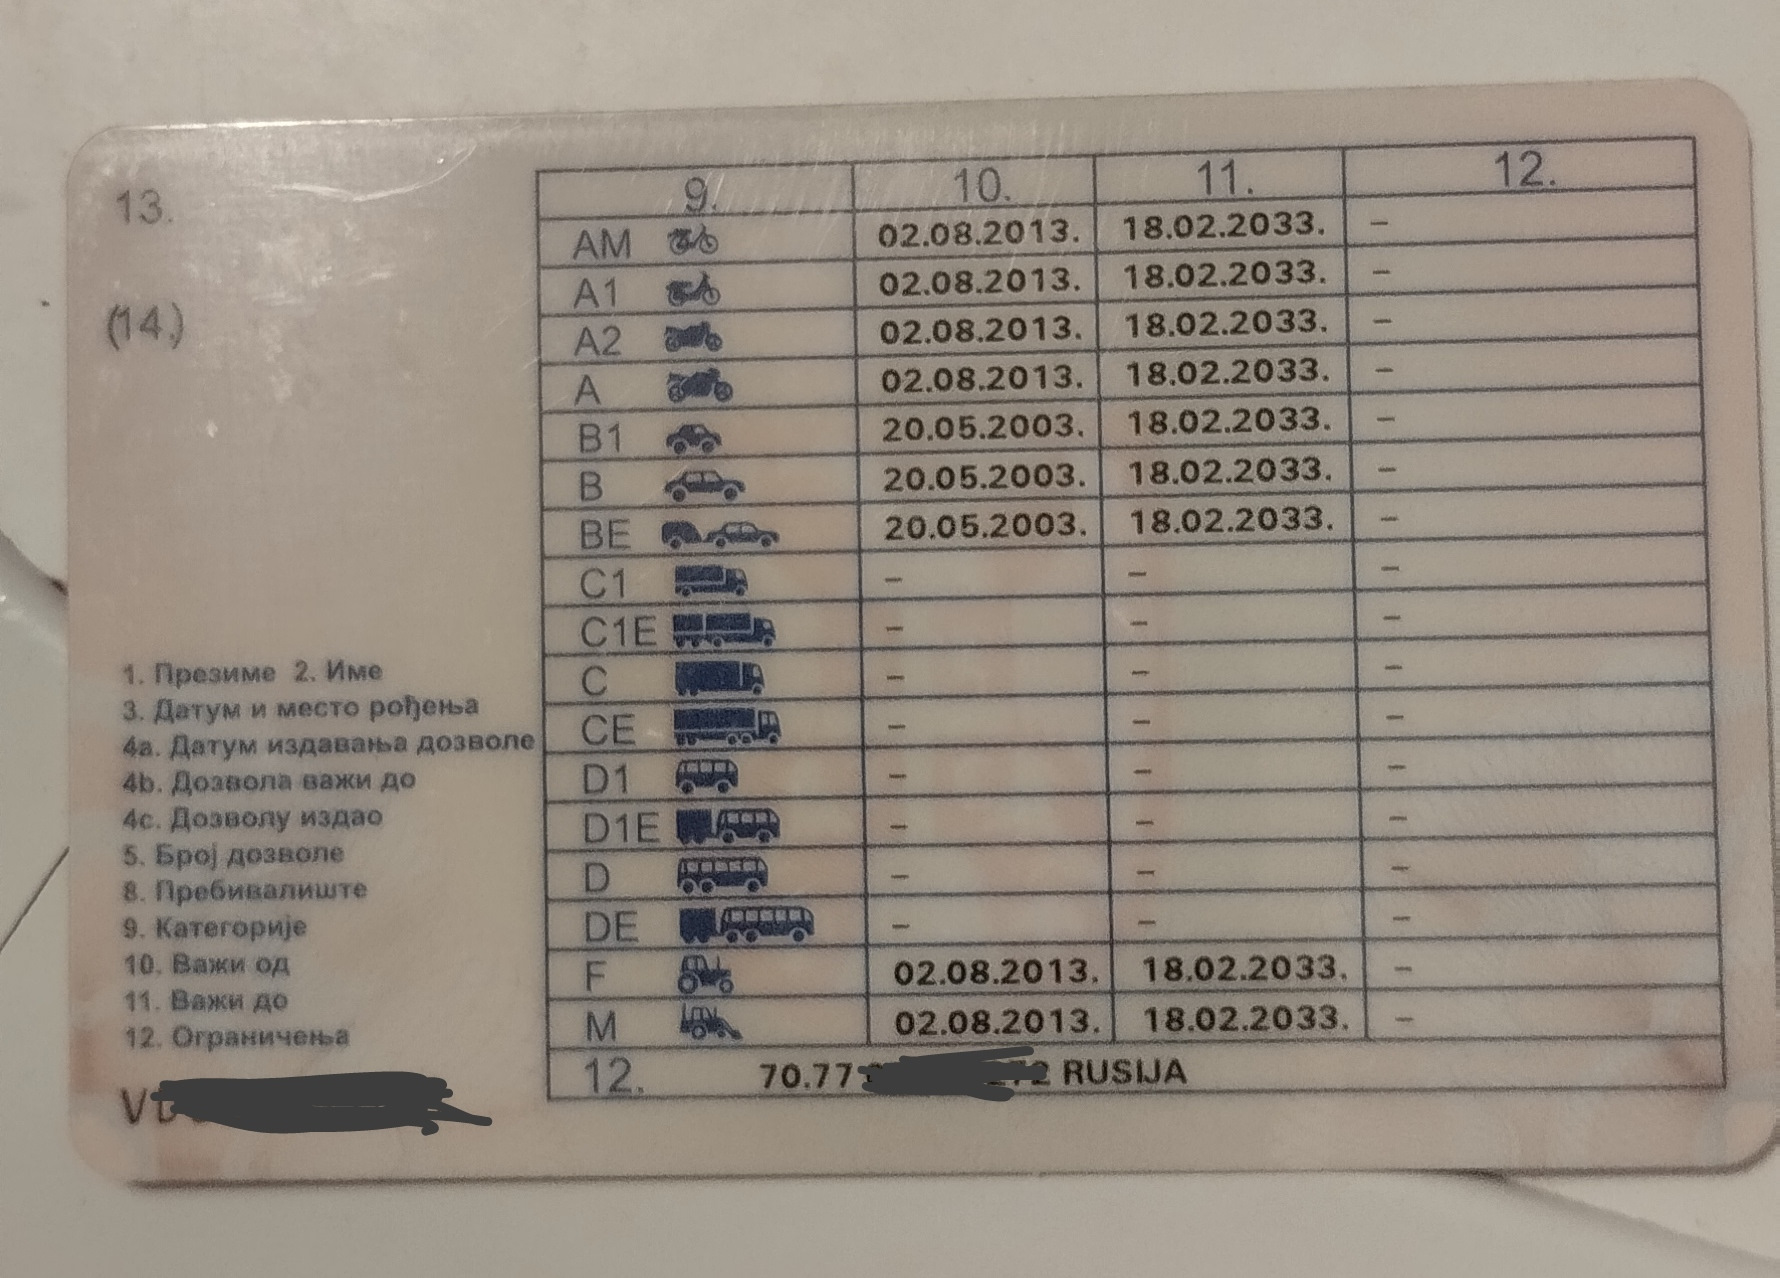 13.
(14.)
9. 10. 11. 12.
AM 02.08.2013. 18.02.2033. –
A1 02.08.2013. 18.02.2033. –
A2 02.08.2013. 18.02.2033. –
A 02.08.2013. 18.02.2033. –
B1 20.05.2003. 18.02.2033. –
B 20.05.2003. 18.02.2033. –
BE 20.05.2003. 18.02.2033. –
C1 – – –
C1E – – –
C – – –
CE – – –
D1 – – –
D1E – – –
D – – –
DE – – –
F 02.08.2013. 18.02.2033. –
M 02.08.2013. 18.02.2033. –
12. 70.77 RUSIJA
1. Презиме 2. Име
3. Датум и место рођења
4a. Датум издавања дозволе
4b. Дозвола важи до
4c. Дозволу издао
5. Број дозволе
8. Пребивалиште
9. Категорије
10. Важи од
11. Важи до
12. Ограничења